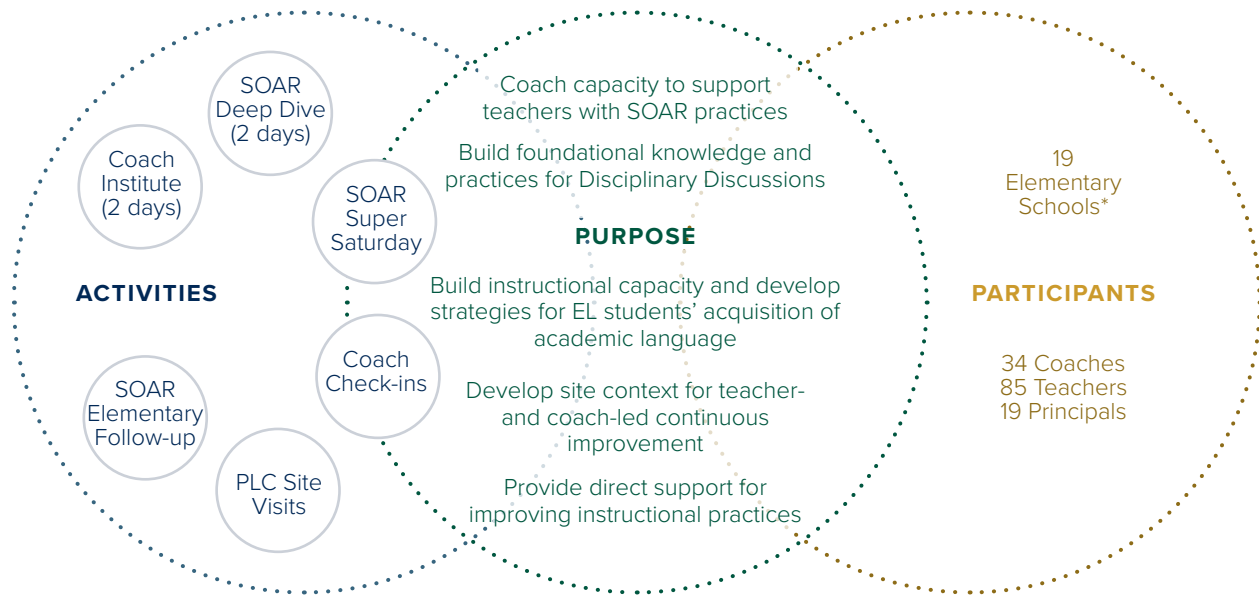 ACTIVITIES
SOAR
Deep Dive
(2 days)
Coach
Institute
(2 days)
SOAR
Super
Saturday
Coach
Check-ins
SOAR
Elementary
Follow-up
PLC Site
Visits
Coach capacity to support
teachers with SOAR practices
Build foundational knowledge and
practices for Disciplinary Discussions
PURPOSE
Build instructional capacity and develop
strategies for EL students’ acquisition of
academic language
Develop site context for teacher-
and coach-led continuous
improvement
Provide direct support for
improving instructional practices
19
Elementary
Schools*
PARTICIPANTS
34 Coaches
85 Teachers
19 Principals